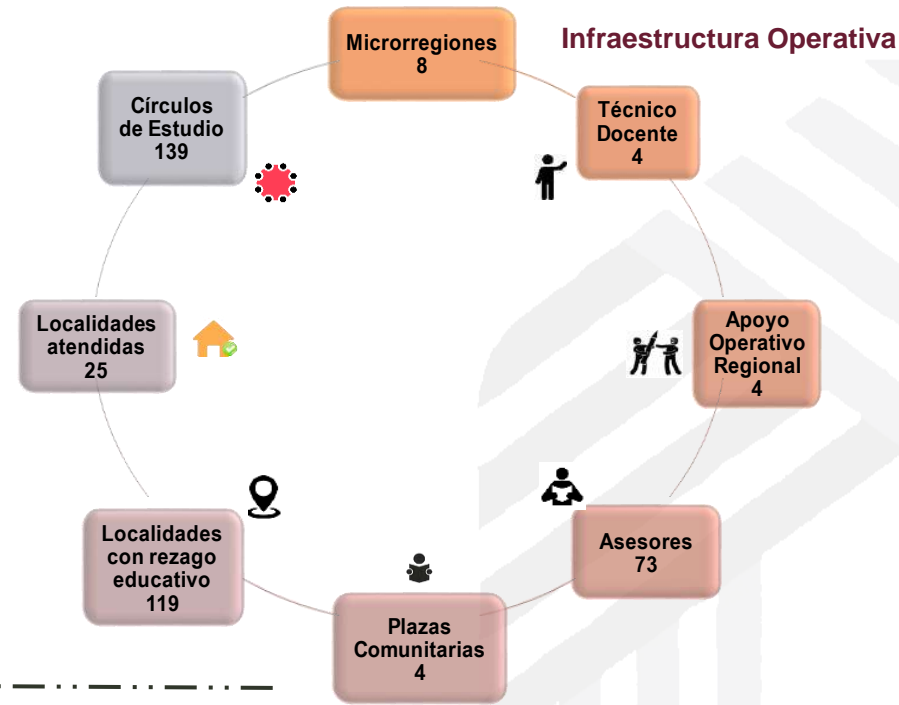 Infraestructura Operativa
Microrregiones
8
Técnico
Docente
4
Apoyo
Operativo
Regional
4
Asesores
73
Plazas
Comunitarias
4
Localidades
con rezago
educativo
119
Localidades
atendidas
25
Círculos
de Estudio
139